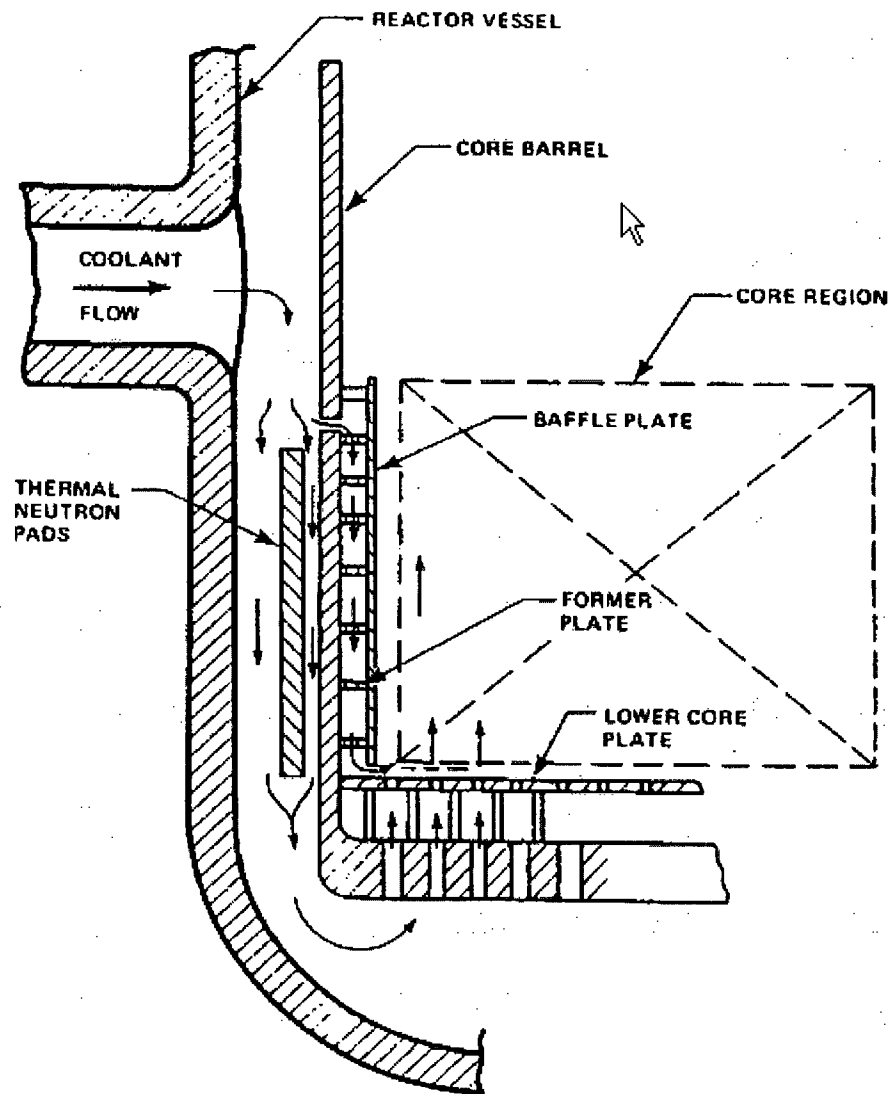 REACTOR VESSEL
CORE BARREL
COOLANT
FLOW
CORE REGION
BAFFLE PLATE
THERMAL
NEUTRON
PADS
FORMER
PLATE
LOWER CORE
PLATE